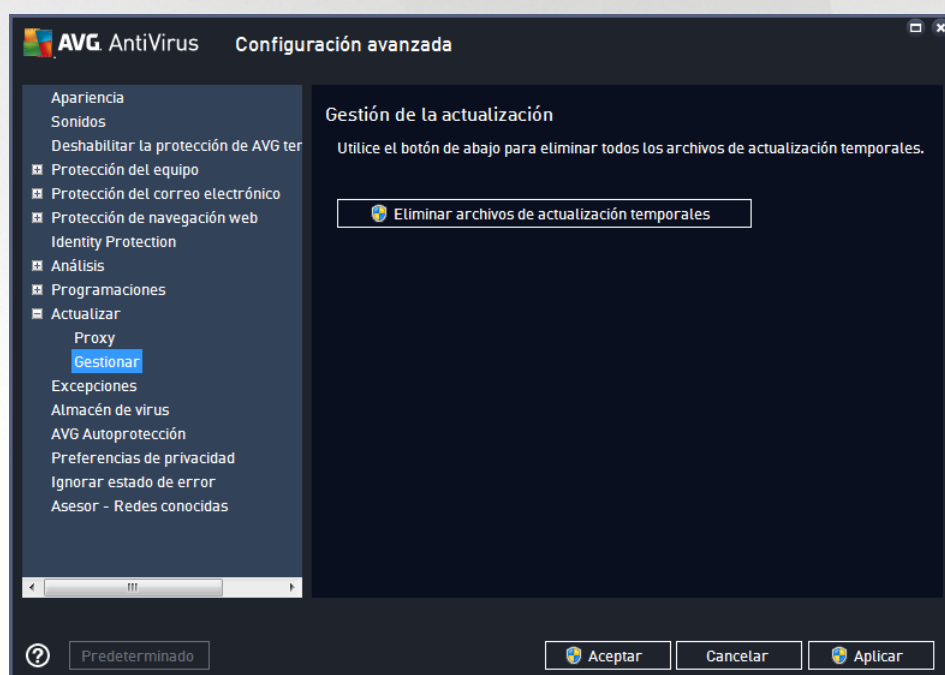 AVG. AntiVirus Configuración avanzada
Apariencia
Sonidos
Deshabilitar la protección de AVG ter
Protección del equipo
Protección del correo electrónico
Protección de navegación web
Identity Protection
Análisis
Programaciones
Actualizar
Proxy
Gestionar
Excepciones
Almacén de virus
AVG Autoprotección
Preferencias de privacidad
Ignorar estado de error
Asesor - Redes conocidas
Gestión de la actualización
Utilice el botón de abajo para eliminar todos los archivos de actualización temporales.
Eliminar archivos de actualización temporales
Predeterminado
Aceptar
Cancelar
Aplicar